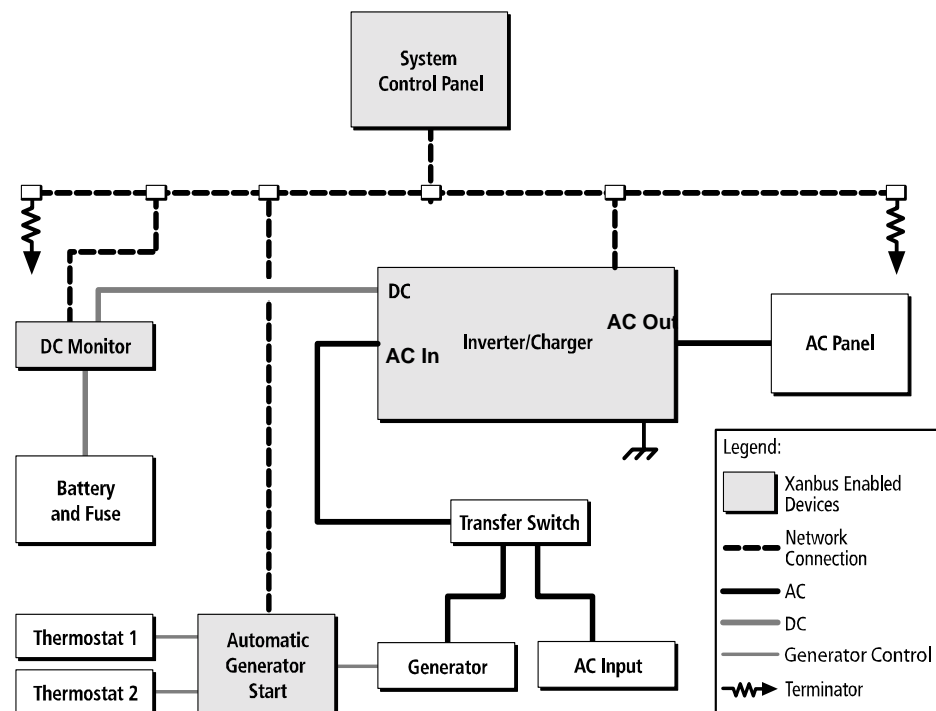 System
Control Panel
DC
AC Out
AC In
Inverter/Charger
AC Panel
DC Monitor
Battery
and Fuse
Transfer Switch
Thermostat 1
Thermostat 2
Automatic
Generator
Start
Generator
AC Input
Legend:
Xanbus Enabled
Devices
Network
Connection
AC
DC
Generator Control
Terminator